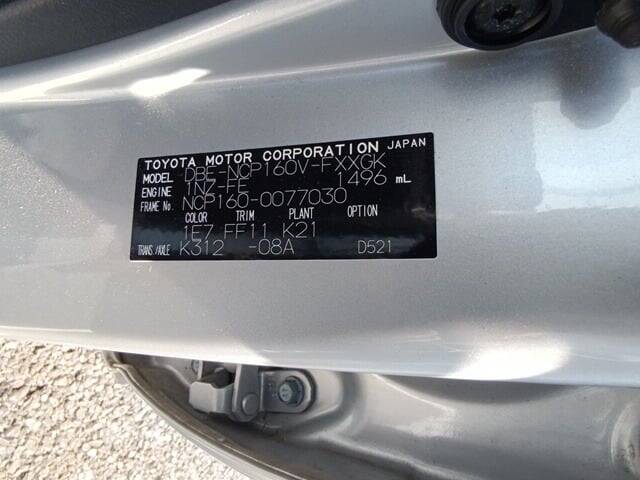 TOYOTA MOTOR CORPORATION JAPAN
MODEL DBE-NCP160V-FXXGK
ENGINE 1NZ-FE 1496 mL
FRAME No. NCP160-0077030
COLOR TRIM PLANT OPTION
1E7 FF11 K21
TRANS./AXLE K312 -08A D521